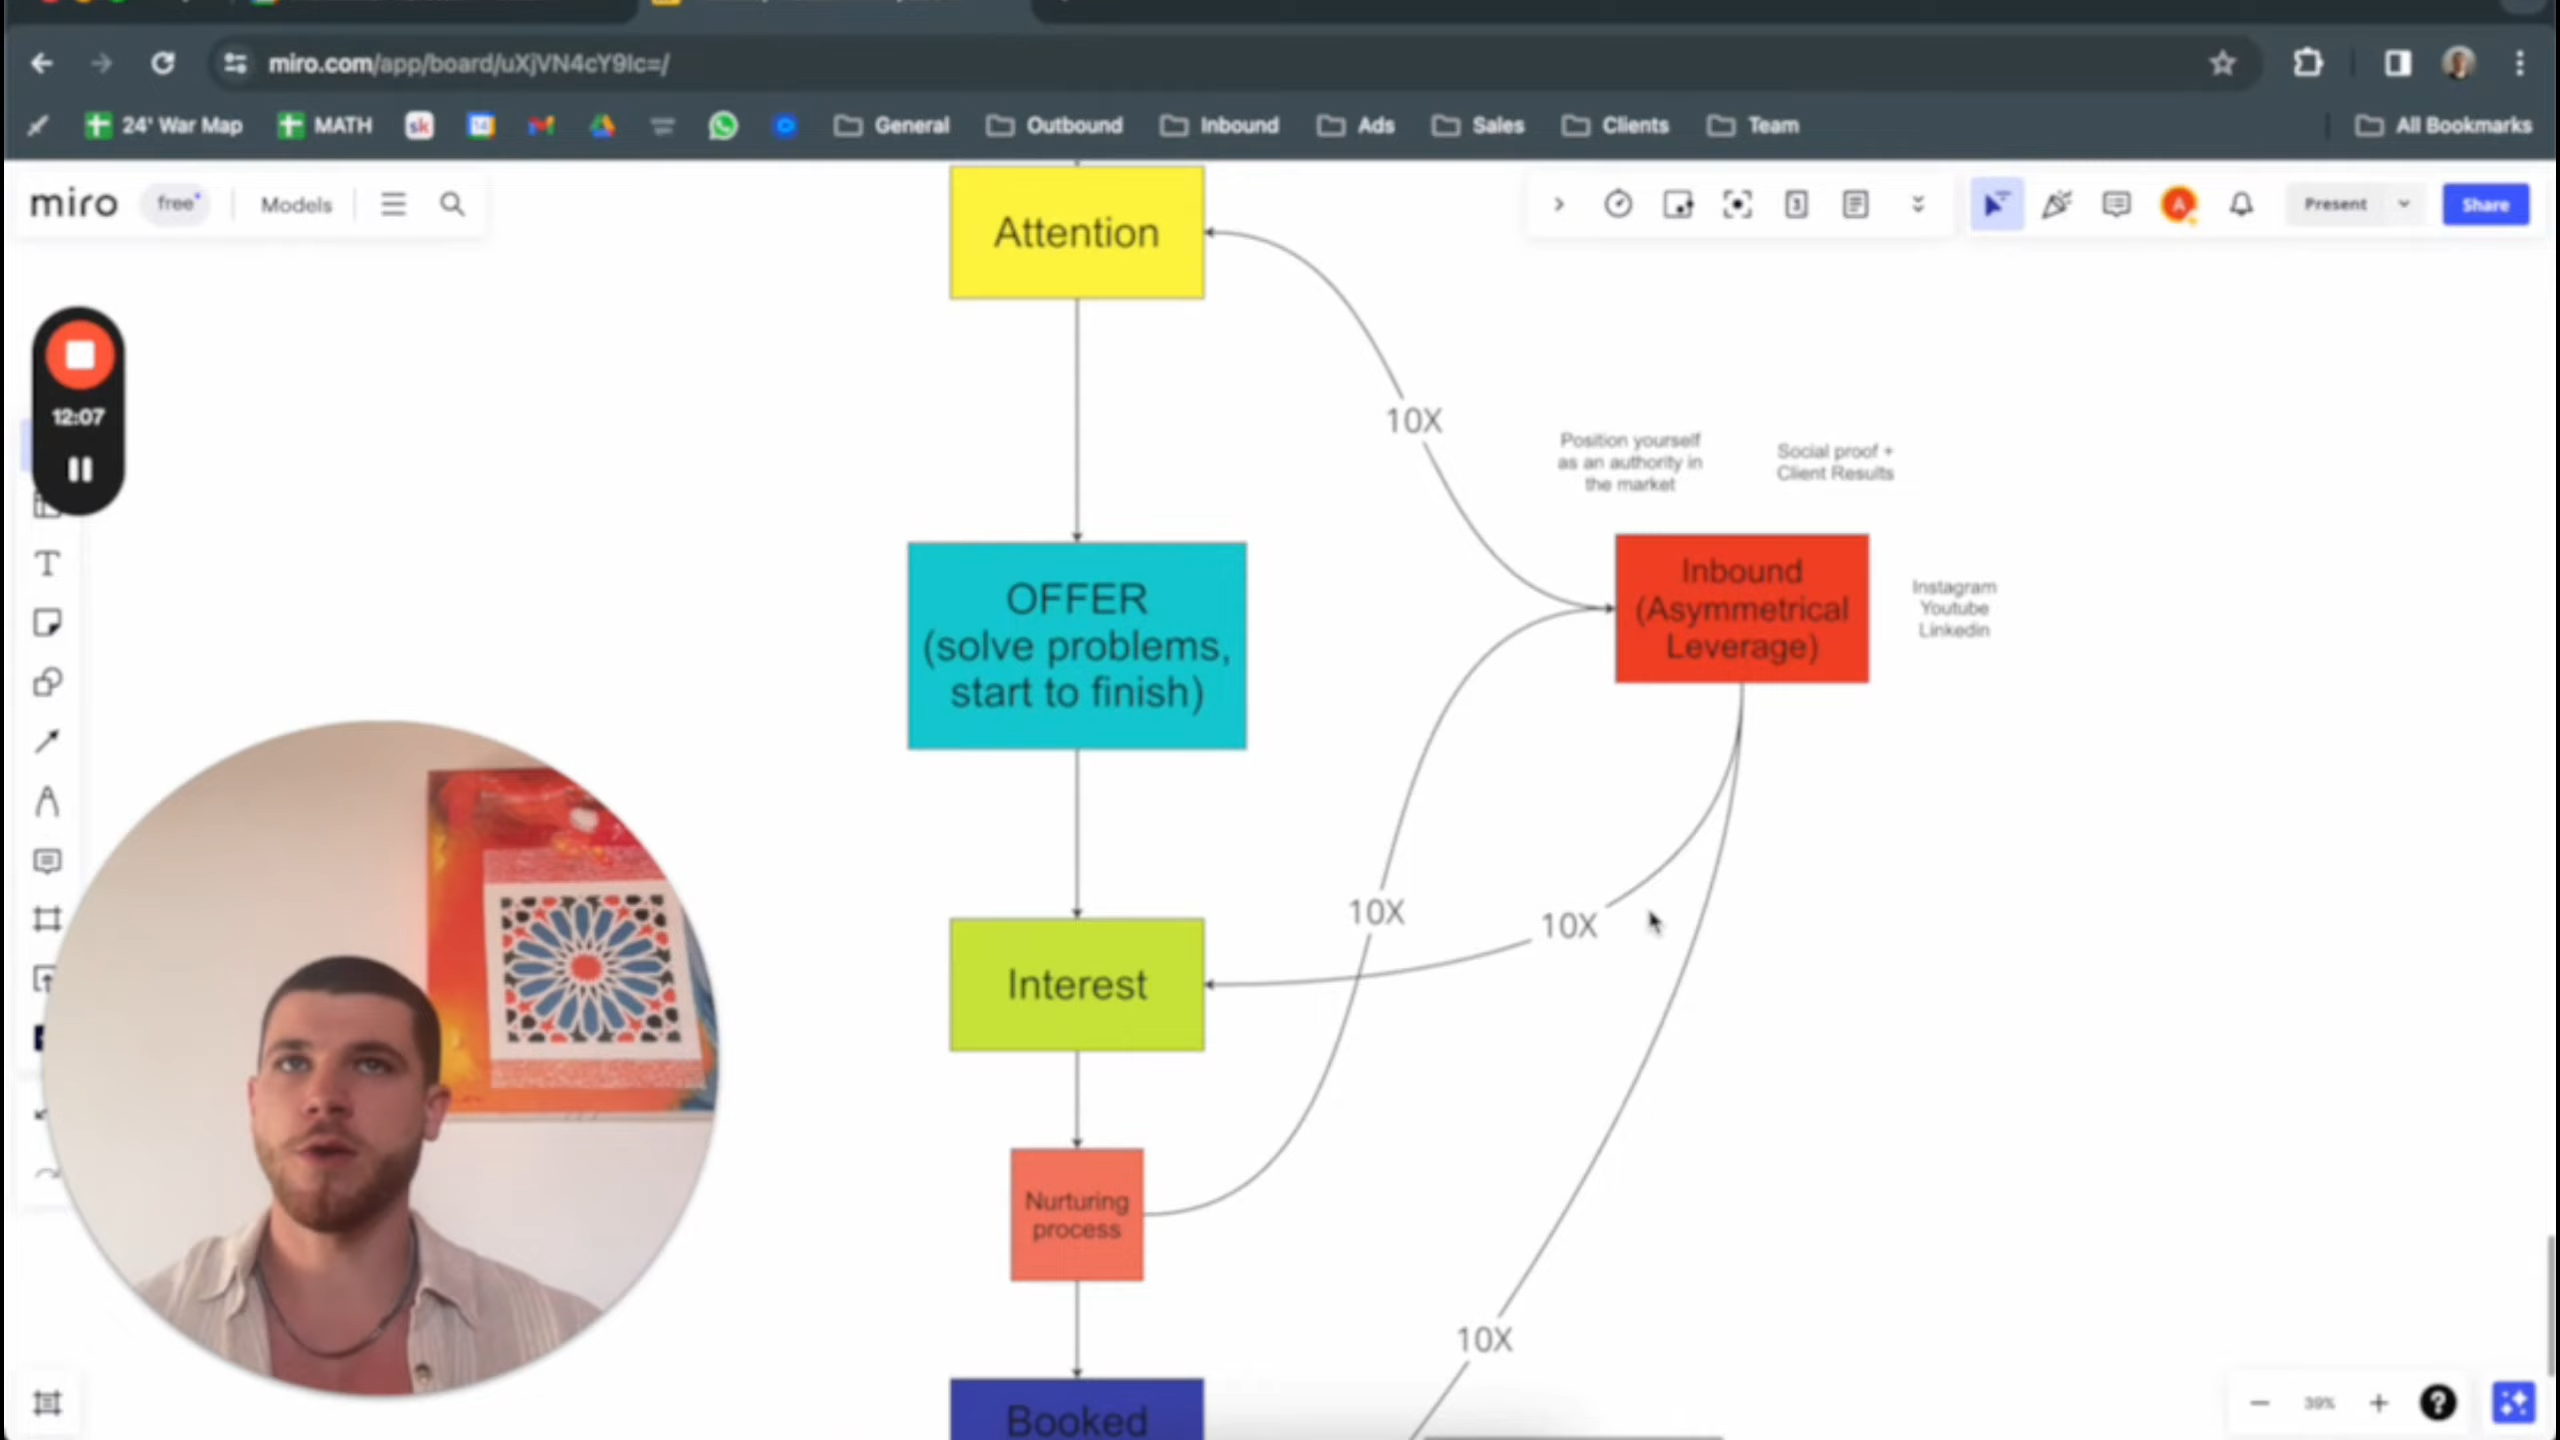 miro.com/app/board/uXjVN4cY9lc=/
24' War Map
MATH
sk
General
Outbound
Inbound
Ads
Sales
Clients
Team
All Bookmarks
miro
free
Models
Present
Share
12:07
Attention
10X
Position yourself
as an authority in
the market
Social proof +
Client Results
OFFER
(solve problems,
start to finish)
Inbound
(Asymmetrical
Leverage)
Instagram
Youtube
Linkedin
10X
10X
Interest
Nurturing
process
10X
Booked
39%